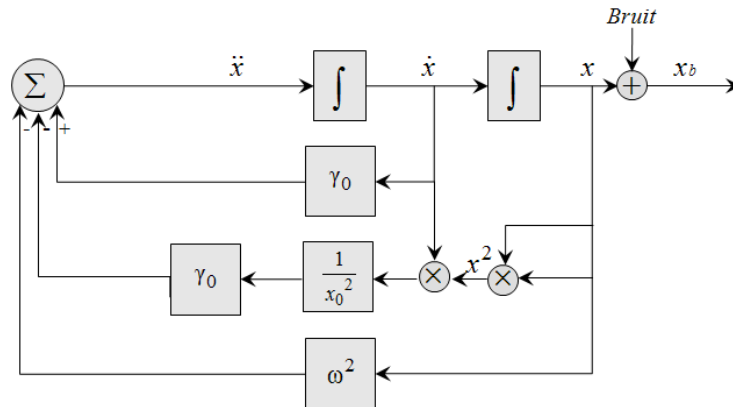 Bruit
Σ ẍ ∫ ẋ ∫ x + x_b
- - +
γ₀
γ₀ 1/x₀² × x² ×
ω²